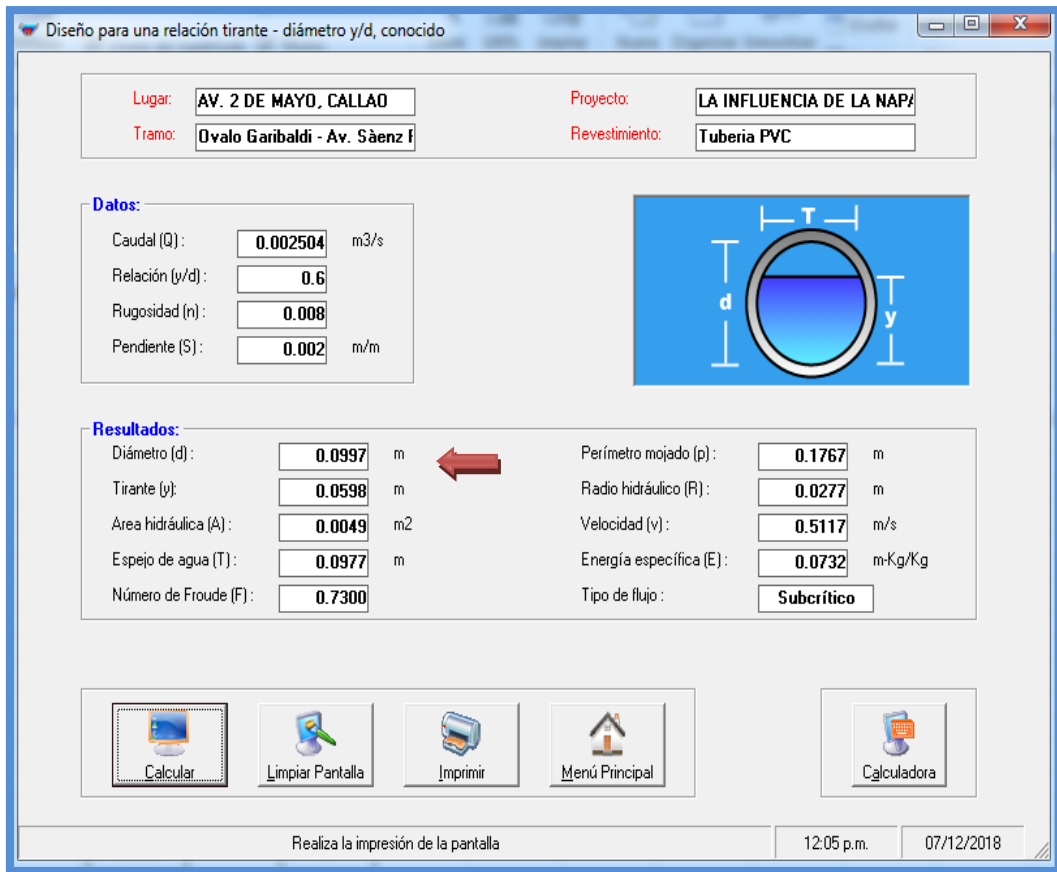 Diseño para una relación tirante - diámetro y/d, conocido
Lugar: AV. 2 DE MAYO, CALLAO Proyecto: LA INFLUENCIA DE LA
Tramo: Ovalo Garibaldi - Av. Sàenz Revestimiento: Tuberia PVC
Datos:
Caudal (Q) : 0.002504 m3/s
Relación (y/d) : 0.6
Rugosidad (n) : 0.008
Pendiente (S) : 0.002 m/m
T
d
y
Resultados:
Diámetro (d) : 0.0997 m Perímetro mojado (p) : 0.1767 m
Tirante (y): 0.0598 m Radio hidráulico (R) : 0.0277 m
Area hidráulica (A) : 0.0049 m2 Velocidad (v) : 0.5117 m/s
Espejo de agua (T) : 0.0977 m Energía específica (E) : 0.0732 m-Kg/Kg
Número de Froude (F) : 0.7300 Tipo de flujo : Subcrítico
Calcular Limpiar Pantalla Imprimir Menú Principal Calculadora
Realiza la impresión de la pantalla 12:05 p.m. 07/12/2018